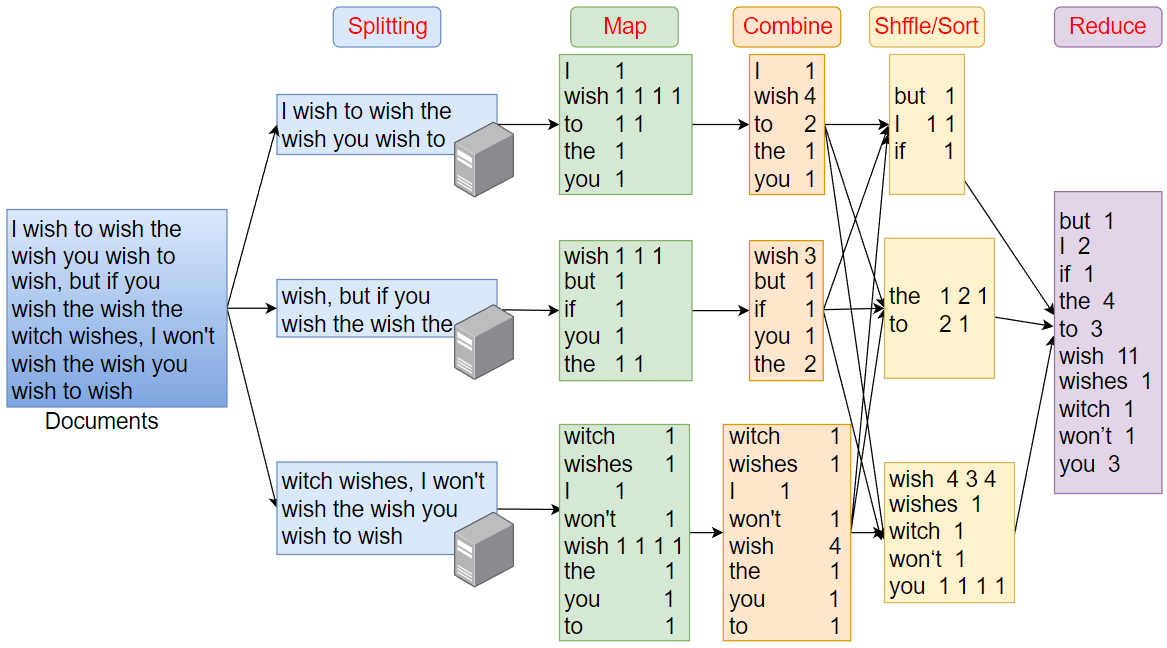 Splitting
Map
Combine
Shffle/Sort
Reduce
I wish to wish the
wish you wish to
wish, but if you
wish the wish the
witch wishes, I won't
wish the wish you
wish to wish
Documents
I wish to wish the
wish you wish to
wish, but if you
wish the wish the
witch wishes, I won't
wish the wish you
wish to wish
I 1
wish 1 1 1 1
to 1 1
the 1
you 1
wish 1 1 1
but 1
if 1
you 1
the 1 1
witch 1
wishes 1
I 1
won't 1
wish 1 1 1 1
the 1
you 1
to 1
I 1
wish 4
to 2
the 1
you 1
wish 3
but 1
if 1
you 1
the 2
witch 1
wishes 1
I 1
won't 1
wish 4
the 1
you 1
to 1
but 1
I 1 1
if 1
the 1 2 1
to 2 1
wish 4 3 4
wishes 1
witch 1
won‘t 1
you 1 1 1 1
but 1
I 2
if 1
the 4
to 3
wish 11
wishes 1
witch 1
won’t 1
you 3